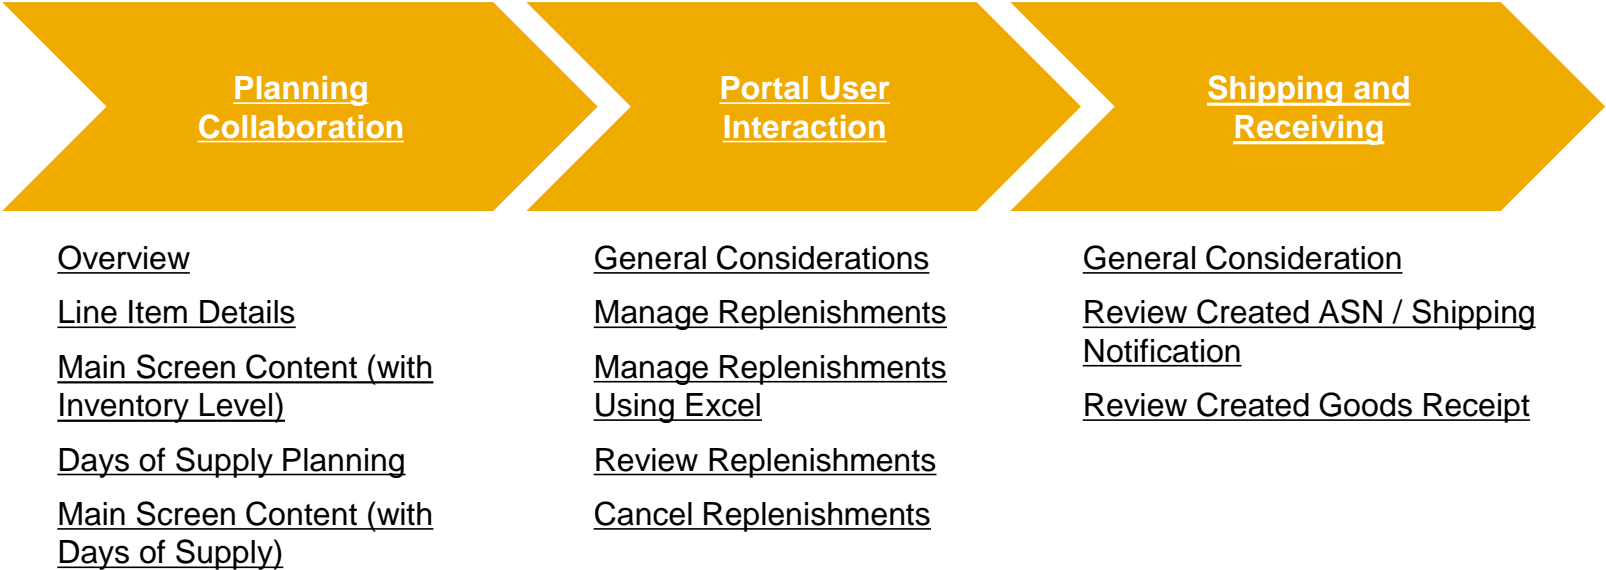 Planning
Collaboration
Portal User
Interaction
Shipping and
Receiving
Overview
Line Item Details
Main Screen Content (with
Inventory Level)
Days of Supply Planning
Main Screen Content (with
Days of Supply)
General Considerations
Manage Replenishments
Manage Replenishments
Using Excel
Review Replenishments
Cancel Replenishments
General Consideration
Review Created ASN / Shipping
Notification
Review Created Goods Receipt